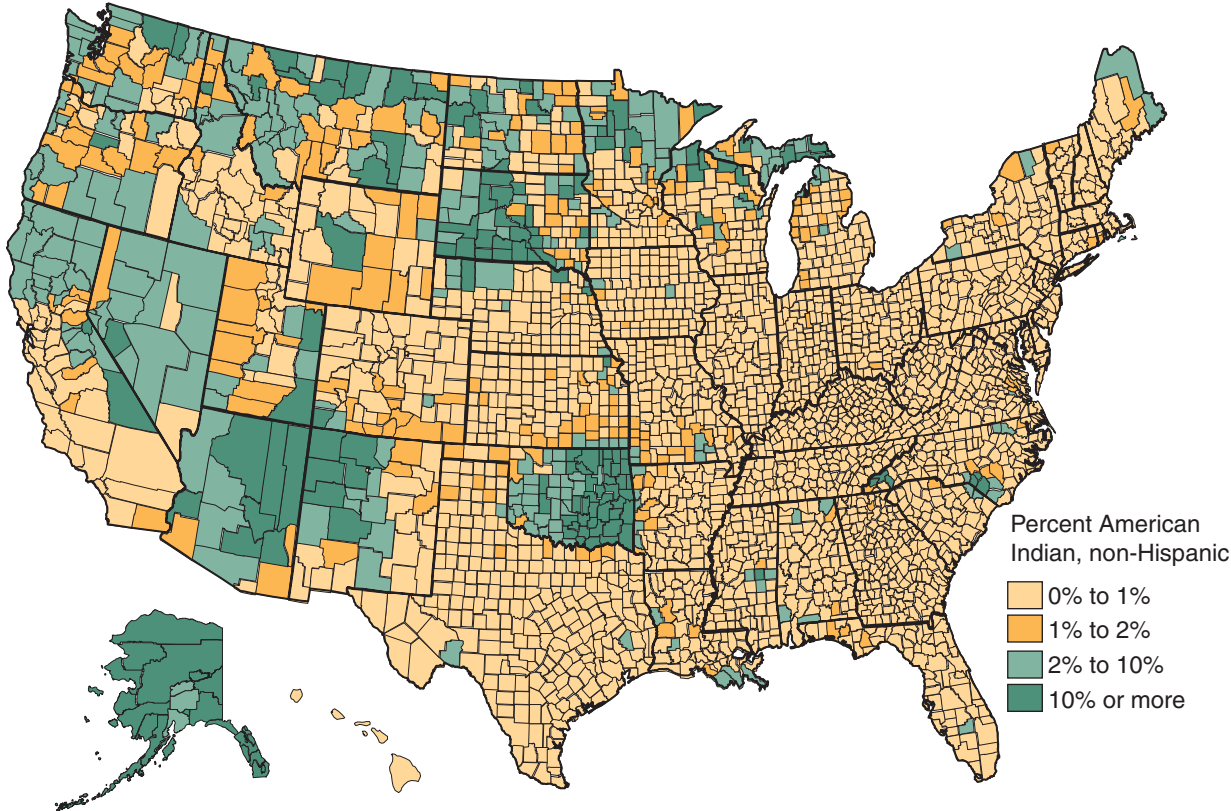 Percent American
Indian, non-Hispanic
0% to 1%
1% to 2%
2% to 10%
10% or more